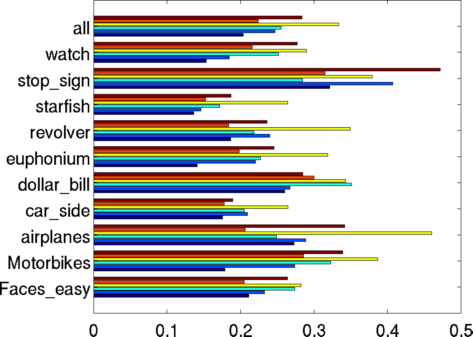 all
watch
stop_sign
starfish
revolver
euphonium
dollar_bill
car_side
airplanes
Motorbikes
Faces_easy
0 0.1 0.2 0.3 0.4 0.5